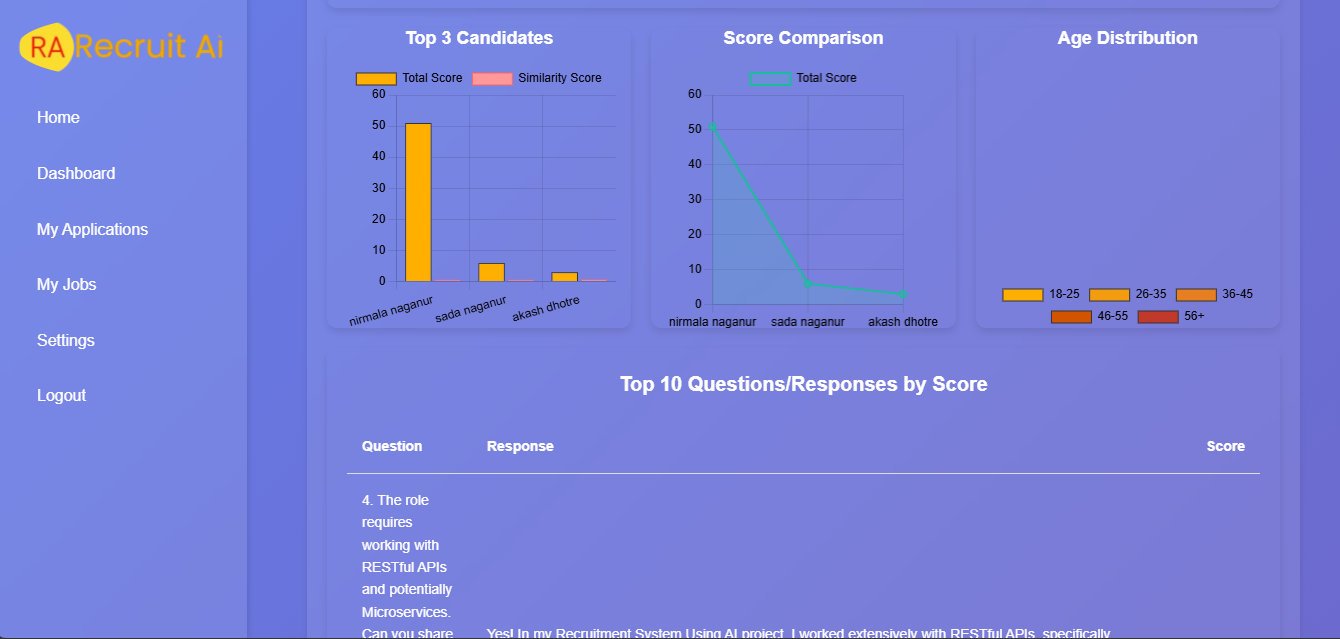 RA Recruit Ai
Home
Dashboard
My Applications
My Jobs
Settings
Logout
Top 3 Candidates
Total Score Similarity Score
60
50
40
30
20
10
0
nirmala naganur sada naganur akash dhotre
Score Comparison
Total Score
60
50
40
30
20
10
0
nirmala naganur sada naganur akash dhotre
Age Distribution
18-25 26-35 36-45
46-55 56+
Top 10 Questions/Responses by Score
Question Response Score
4. The role
requires
working with
RESTful APIs
and potentially
Microservices.
Can you share
Yes! In my Recruitment System Using AI project, I worked extensively with RESTful APIs, specifically